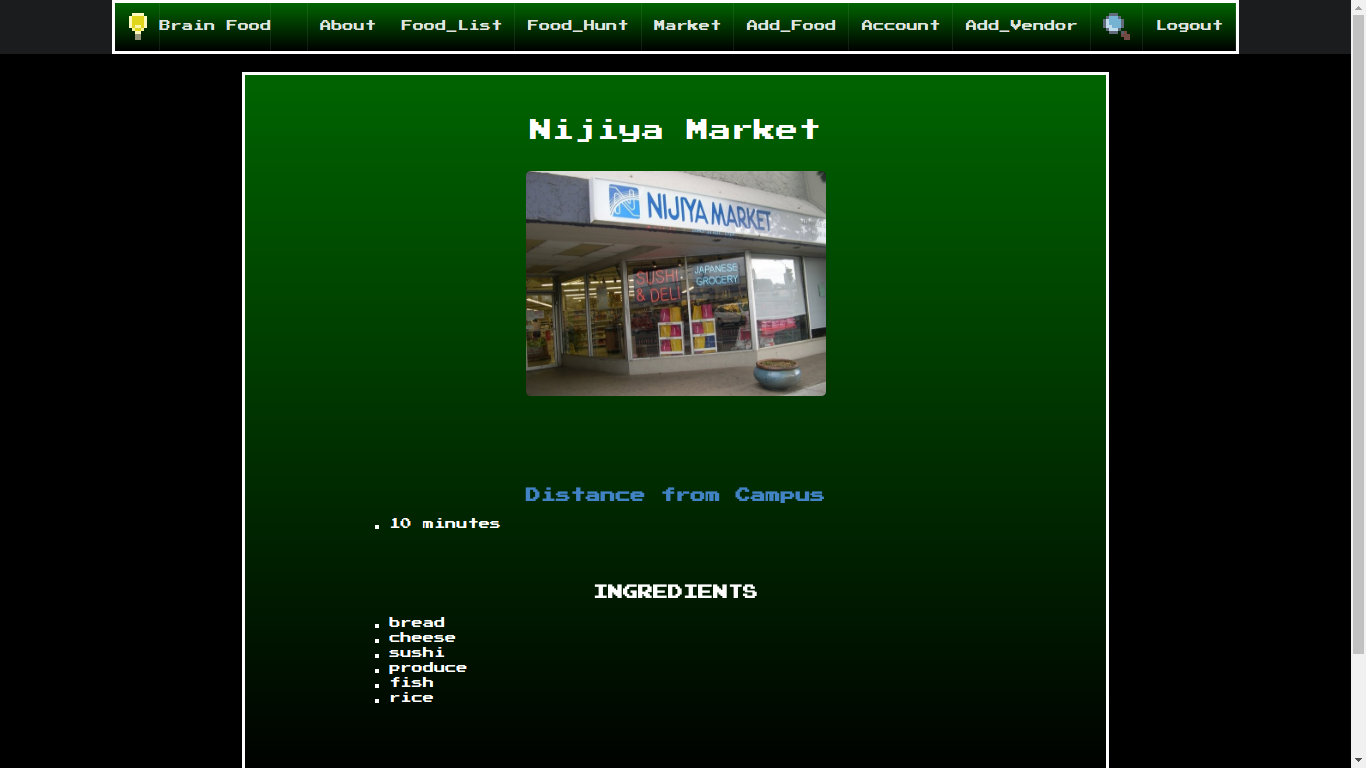 Brain Food About Food_List Food_Hunt Market Add_Food Account Add_Vendor Logout
Nijiya Market
NIJIYA MARKET
SUSHI
& DELI
JAPANESE
GROCERY
Distance from Campus
10 minutes
INGREDIENTS
bread
cheese
sushi
produce
fish
rice